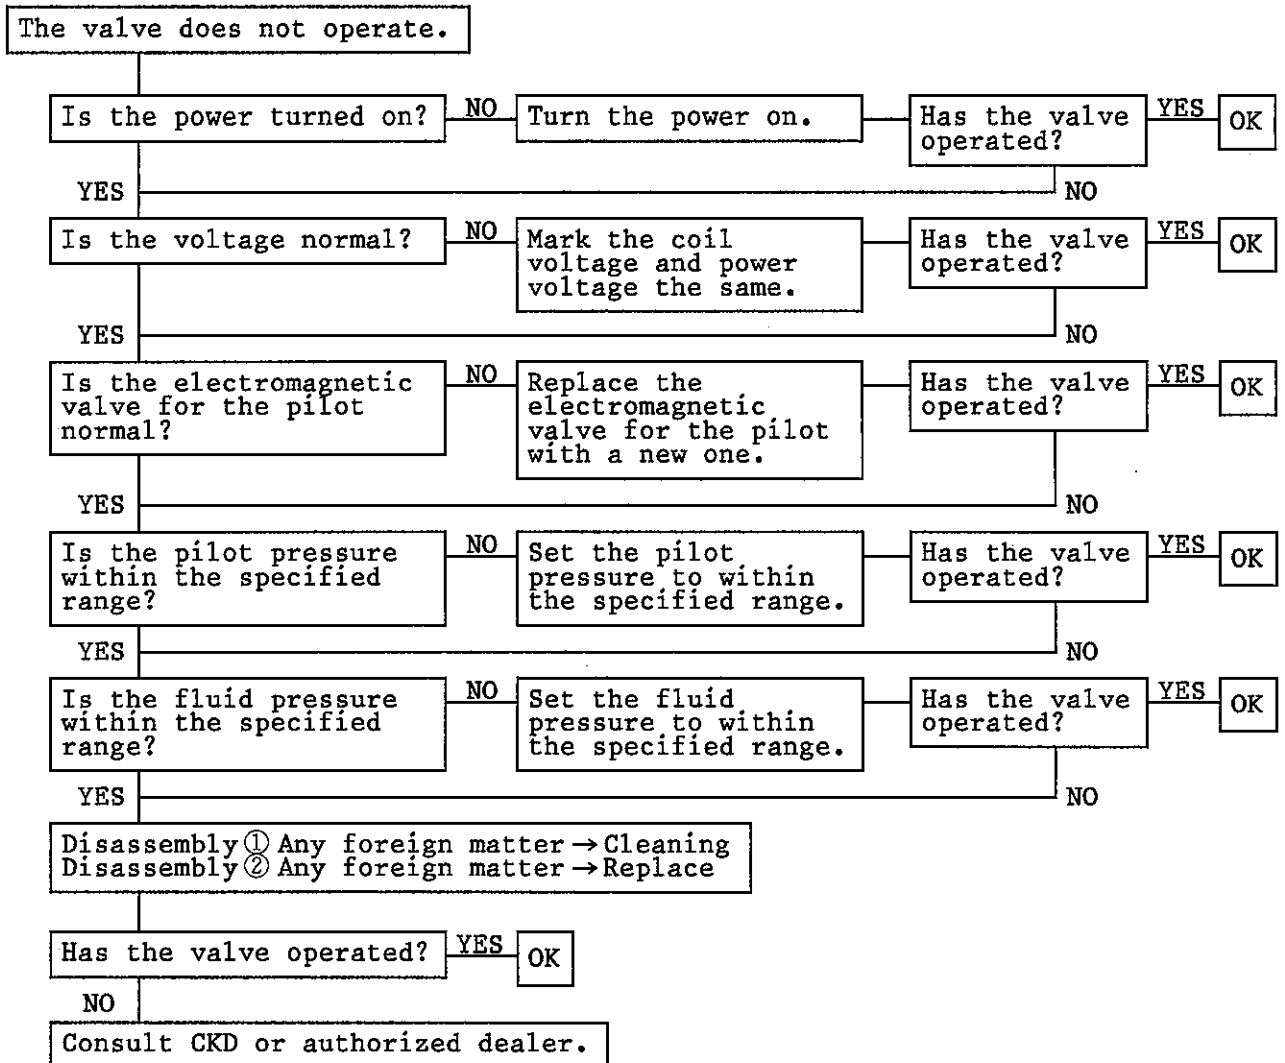 The valve does not operate.
Is the power turned on?
NO
Turn the power on.
Has the valve
operated?
YES
OK
YES
NO
Is the voltage normal?
NO
Mark the coil
voltage and power
voltage the same.
Has the valve
operated?
YES
OK
YES
NO
Is the electromagnetic
valve for the pilot
normal?
NO
Replace the
electromagnetic
valve for the pilot
with a new one.
Has the valve
operated?
YES
OK
YES
NO
Is the pilot pressure
within the specified
range?
NO
Set the pilot
pressure to within
the specified range.
Has the valve
operated?
YES
OK
YES
NO
Is the fluid pressure
within the specified
range?
NO
Set the fluid
pressure to within
the specified range.
Has the valve
operated?
YES
OK
YES
NO
Disassembly ① Any foreign matter → Cleaning
Disassembly ② Any foreign matter → Replace
Has the valve operated?
YES
OK
NO
Consult CKD or authorized dealer.